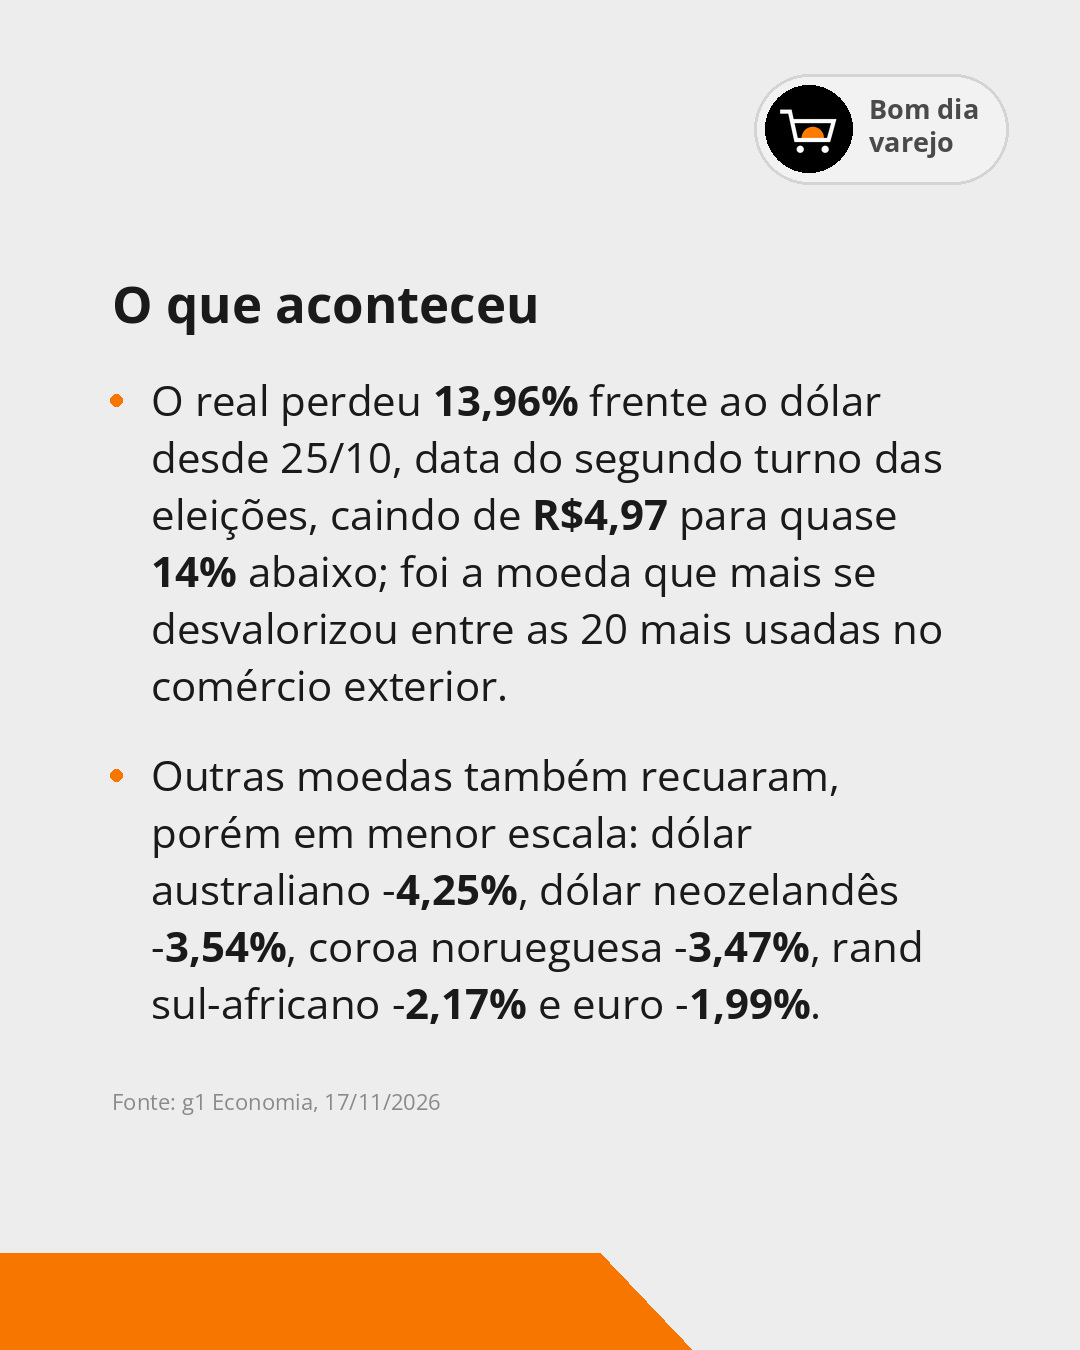 Bom dia
varejo
O que aconteceu
O real perdeu 13,96% frente ao dólar
desde 25/10, data do segundo turno das
eleições, caindo de R$4,97 para quase
14% abaixo; foi a moeda que mais se
desvalorizou entre as 20 mais usadas no
comércio exterior.
Outras moedas também recuaram,
porém em menor escala: dólar
australiano -4,25%, dólar neozelandês
-3,54%, coroa norueguesa -3,47%, rand
sul-africano -2,17% e euro -1,99%.
Fonte: g1 Economia, 17/11/2026